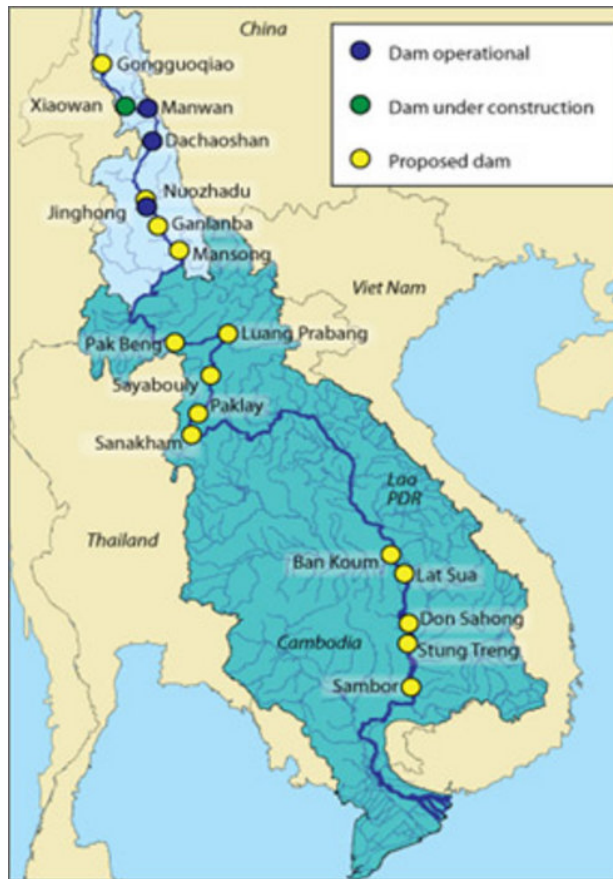 China
Dam operational
Dam under construction
Proposed dam
Gongguoqiao
Xiaowan
Manwan
Dachaoshan
Nuozhadu
Jinghong
Ganlanba
Mansong
Viet Nam
Pak Beng
Luang Prabang
Sayabouly
Paklay
Sanakham
Lao
PDR
Thailand
Ban Koum
Lat Sua
Don Sahong
Cambodia
Stung Treng
Sambor